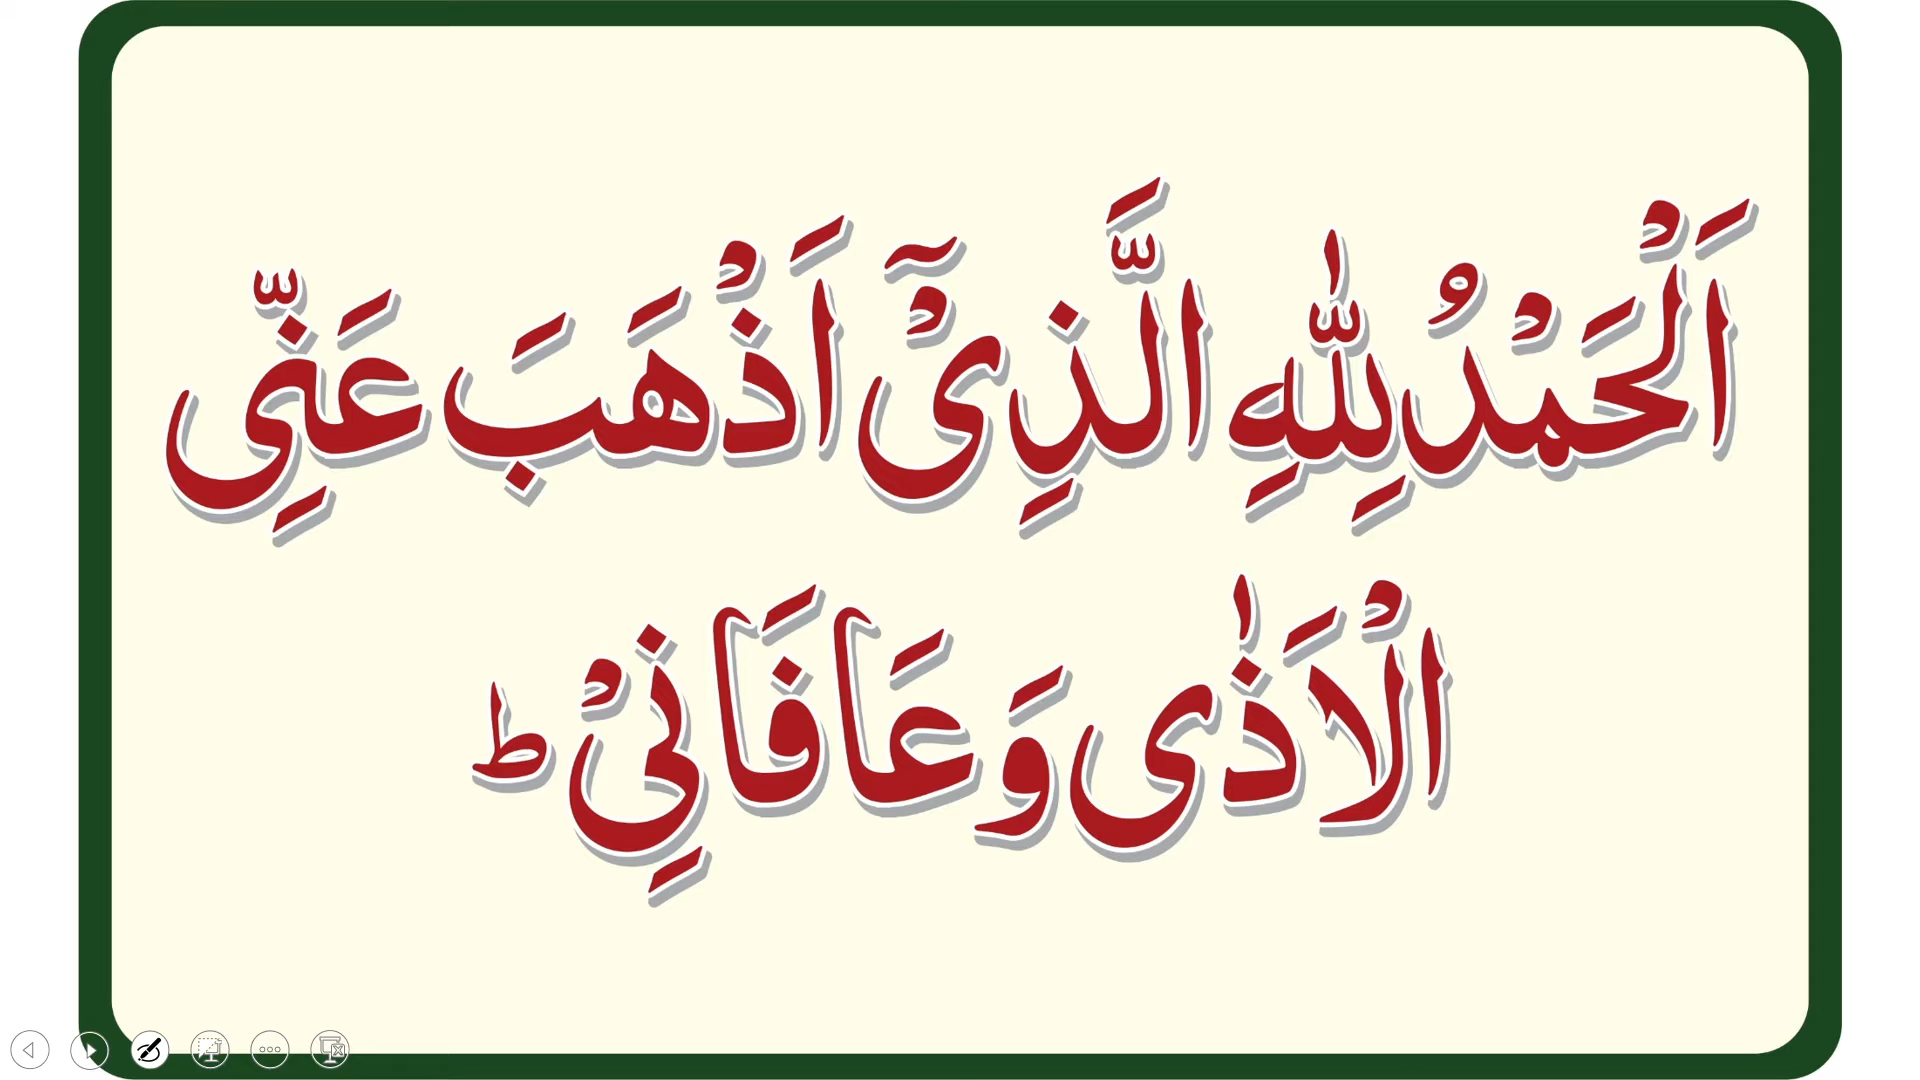 اَلْحَمْدُلِلّٰهِ الَّذِیْۤ اَذْهَبَ عَنِّی
الْاَذٰی وَعَافَانِیْ ط